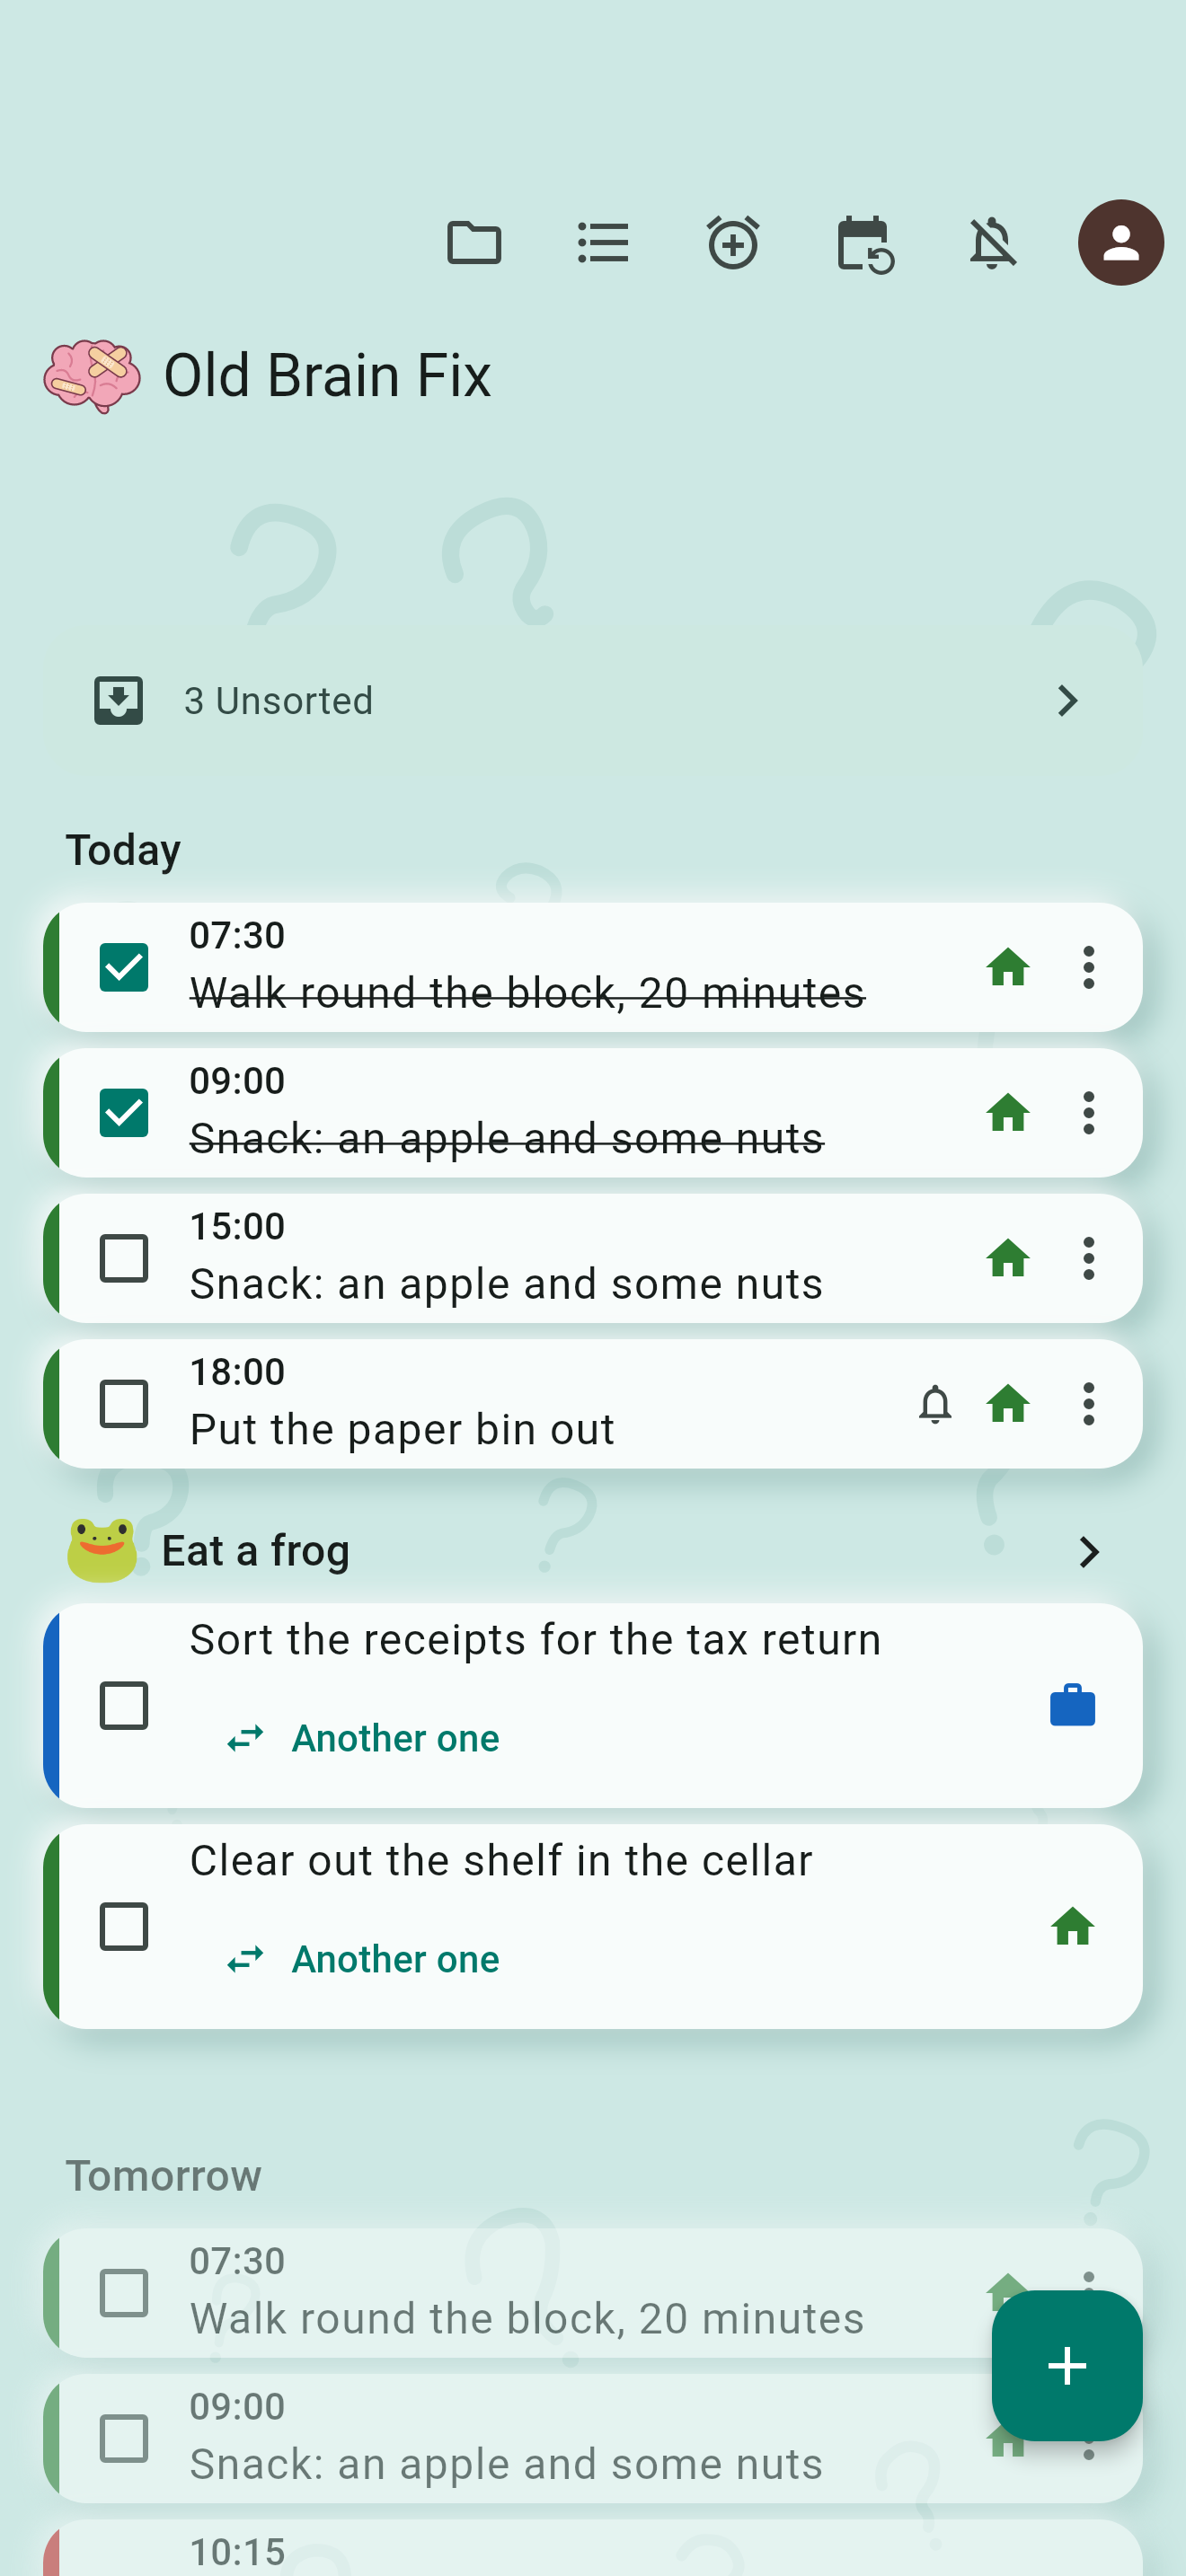 Old Brain Fix
3 Unsorted
Today
07:30
Walk round the block, 20 minutes
09:00
Snack: an apple and some nuts
15:00
Snack: an apple and some nuts
18:00
Put the paper bin out
Eat a frog
Sort the receipts for the tax return
Another one
Clear out the shelf in the cellar
Another one
Tomorrow
07:30
Walk round the block, 20 minutes
09:00
Snack: an apple and some nuts
10:15